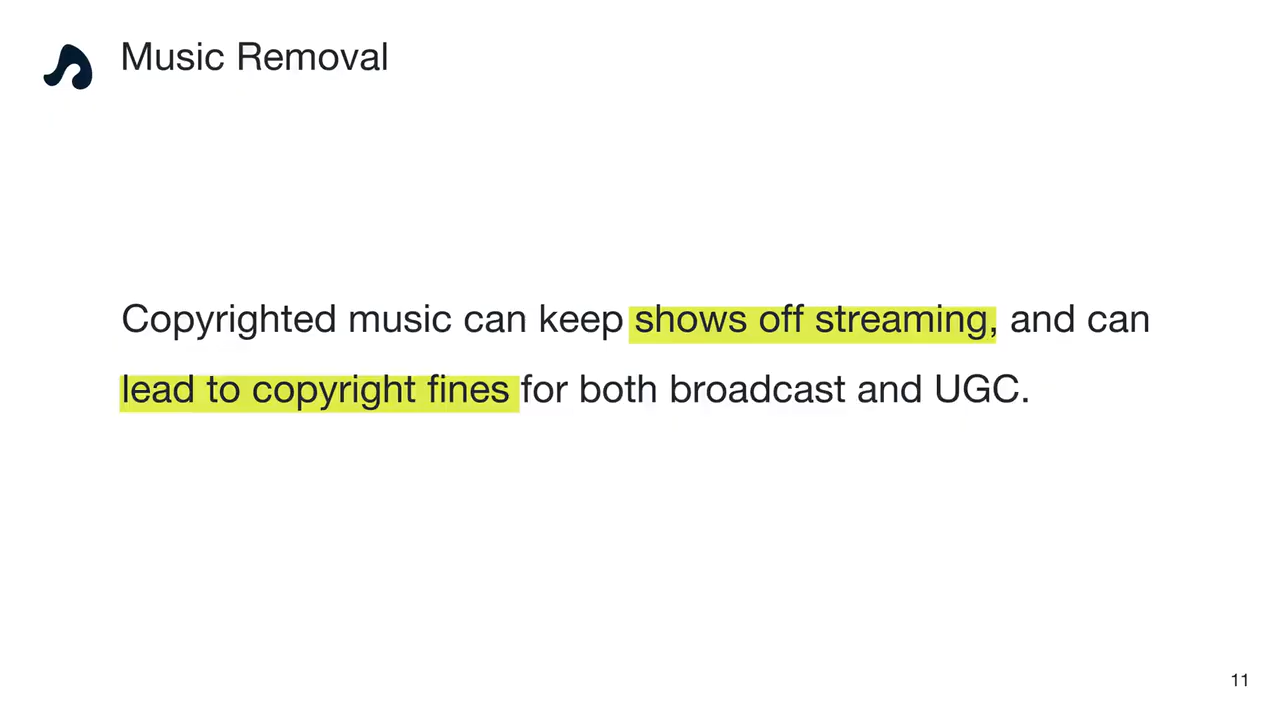 Music Removal
Copyrighted music can keep shows off streaming, and can
lead to copyright fines for both broadcast and UGC.
11